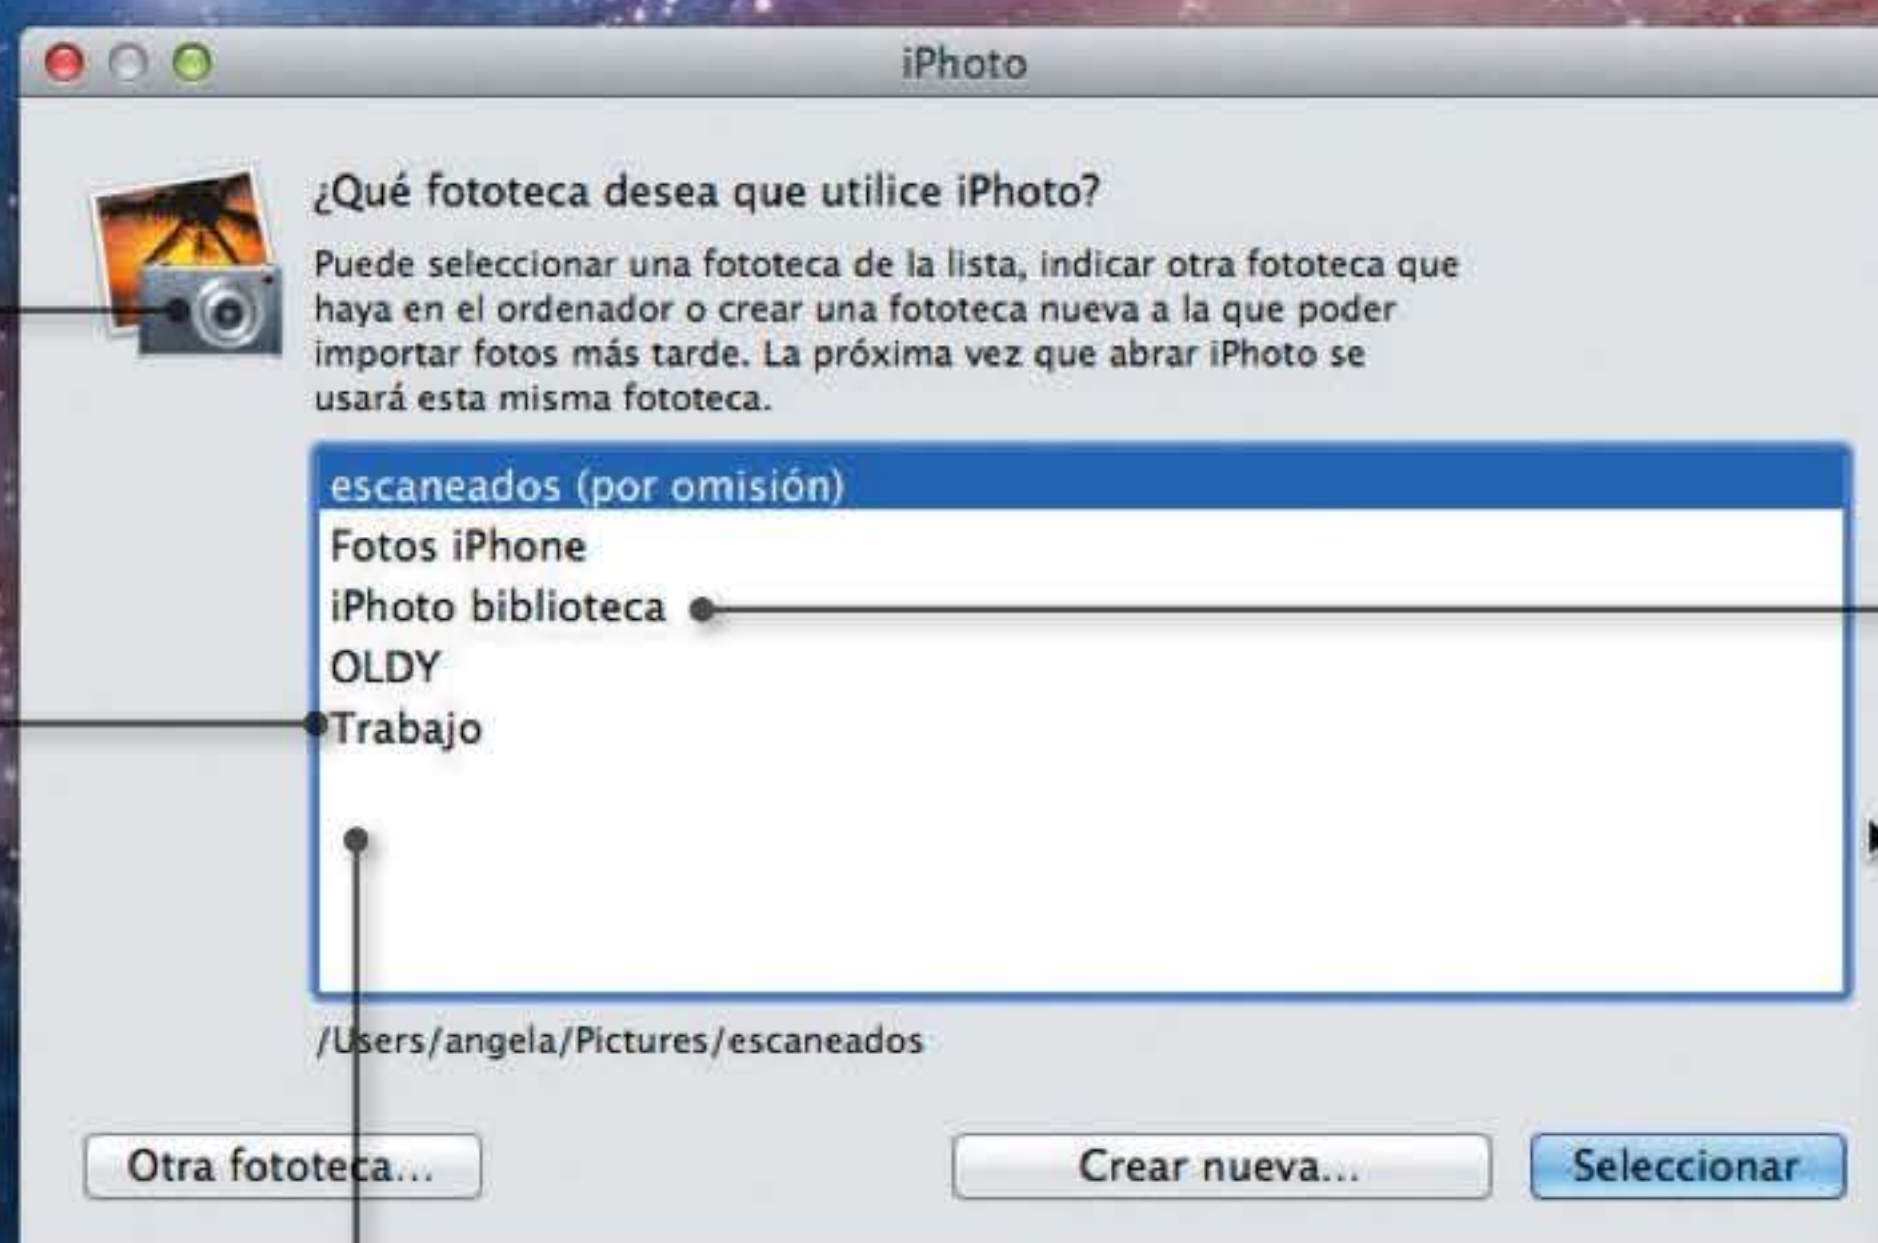 iPhoto
¿Qué fototeca desea que utilice iPhoto?
Puede seleccionar una fototeca de la lista, indicar otra fototeca que
haya en el ordenador o crear una fototeca nueva a la que poder
importar fotos más tarde. La próxima vez que abrar iPhoto se
usará esta misma fototeca.
escaneados (por omisión)
Fotos iPhone
iPhoto biblioteca
OLDY
Trabajo
/Users/angela/Pictures/escaneados
Otra fototeca...
Crear nueva...
Seleccionar